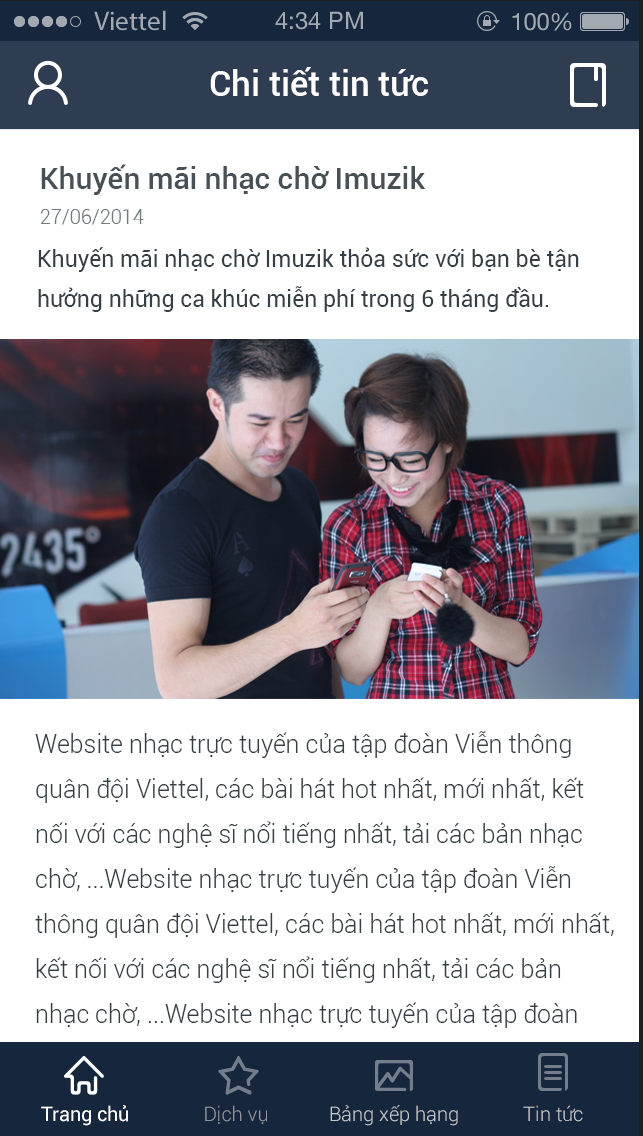 Viettel 4:34 PM 100%
Chi tiết tin tức
Khuyến mãi nhạc chờ Imuzik
27/06/2014
Khuyến mãi nhạc chờ Imuzik thỏa sức với bạn bè tận
hưởng những ca khúc miễn phí trong 6 tháng đầu.
2435°
A
Website nhạc trực tuyến của tập đoàn Viễn thông
quân đội Viettel, các bài hát hot nhất, mới nhất, kết
nối với các nghệ sĩ nổi tiếng nhất, tải các bản nhạc
chờ, ...Website nhạc trực tuyến của tập đoàn Viễn
thông quân đội Viettel, các bài hát hot nhất, mới nhất,
kết nối với các nghệ sĩ nổi tiếng nhất, tải các bản
nhạc chờ, ...Website nhạc trực tuyến của tập đoàn
Trang chủ Dịch vụ Bảng xếp hạng Tin tức